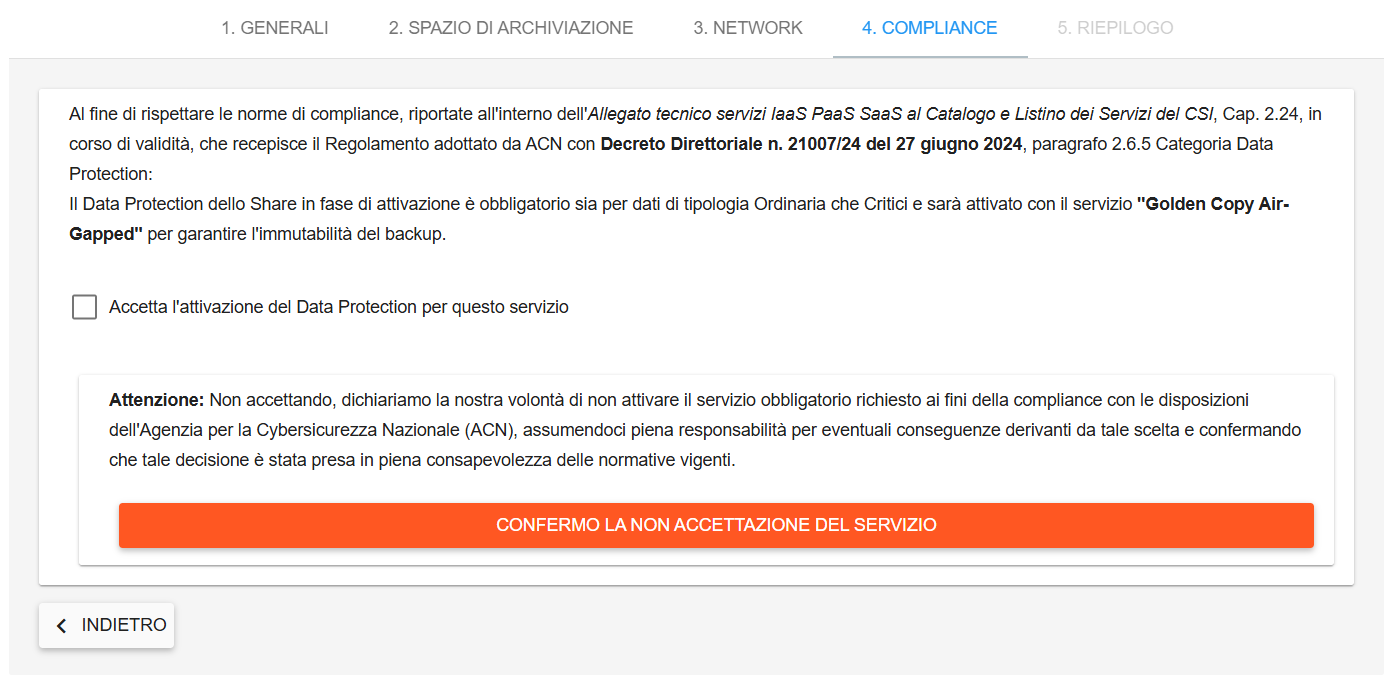 1. GENERALI 2. SPAZIO DI ARCHIVIAZIONE 3. NETWORK 4. COMPLIANCE 5. RIEPILOGO
Al fine di rispettare le norme di compliance, riportate all'interno dell'Allegato tecnico servizi IaaS PaaS SaaS al Catalogo e Listino dei Servizi del CSI, Cap. 2.24, in
corso di validità, che recepisce il Regolamento adottato da ACN con Decreto Direttoriale n. 21007/24 del 27 giugno 2024, paragrafo 2.6.5 Categoria Data
Protection:
Il Data Protection dello Share in fase di attivazione è obbligatorio sia per dati di tipologia Ordinaria che Critici e sarà attivato con il servizio "Golden Copy Air-
Gapped" per garantire l'immutabilità del backup.
Accetta l'attivazione del Data Protection per questo servizio
Attenzione: Non accettando, dichiariamo la nostra volontà di non attivare il servizio obbligatorio richiesto ai fini della compliance con le disposizioni
dell'Agenzia per la Cybersicurezza Nazionale (ACN), assumendoci piena responsabilità per eventuali conseguenze derivanti da tale scelta e confermando
che tale decisione è stata presa in piena consapevolezza delle normative vigenti.
CONFERMO LA NON ACCETTAZIONE DEL SERVIZIO
INDIETRO